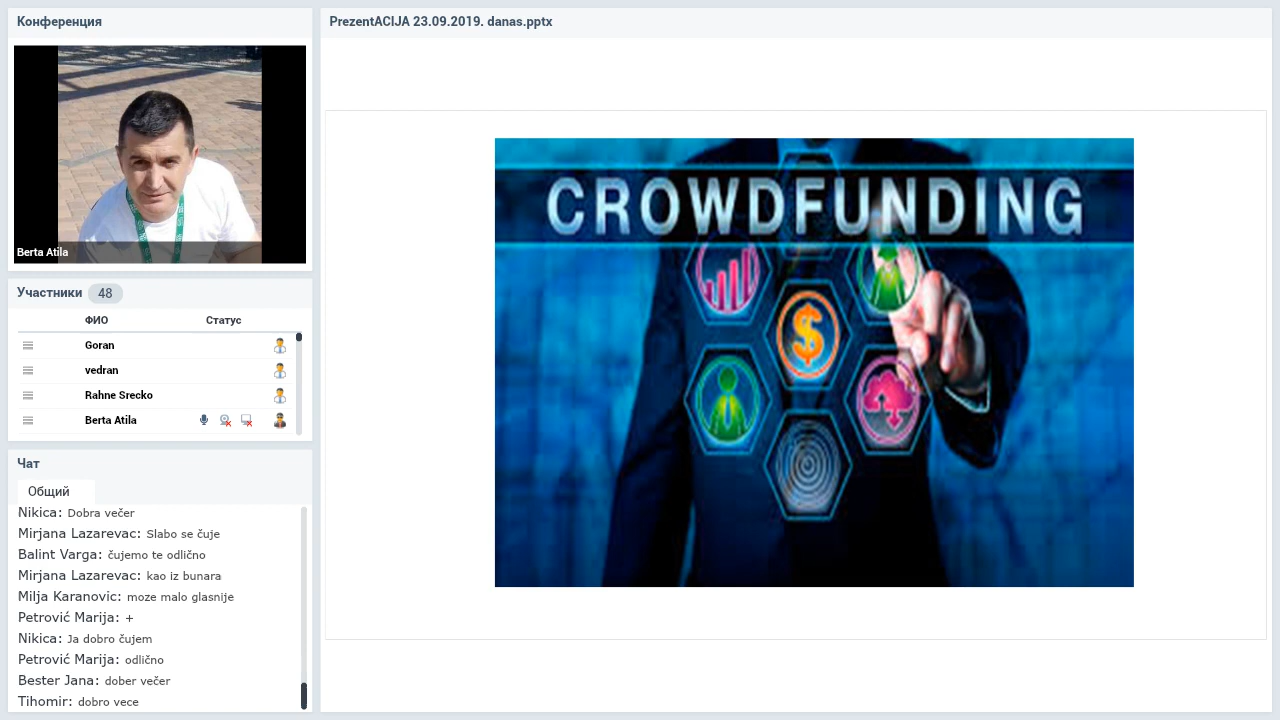 Конференция
Berta Atila
Участники 48
ФИО Статус
Goran
vedran
Rahne Srecko
Berta Atila
Чат
Общий
Nikica: Dobra večer
Mirjana Lazarevac: Slabo se čuje
Balint Varga: čujemo te odlično
Mirjana Lazarevac: kao iz bunara
Milja Karanovic: moze malo glasnije
Petrović Marija: +
Nikica: Ja dobro čujem
Petrović Marija: odlično
Bester Jana: dober večer
Tihomir: dobro vece
PrezentACIJA 23.09.2019. danas.pptx
CROWDFUNDING
$